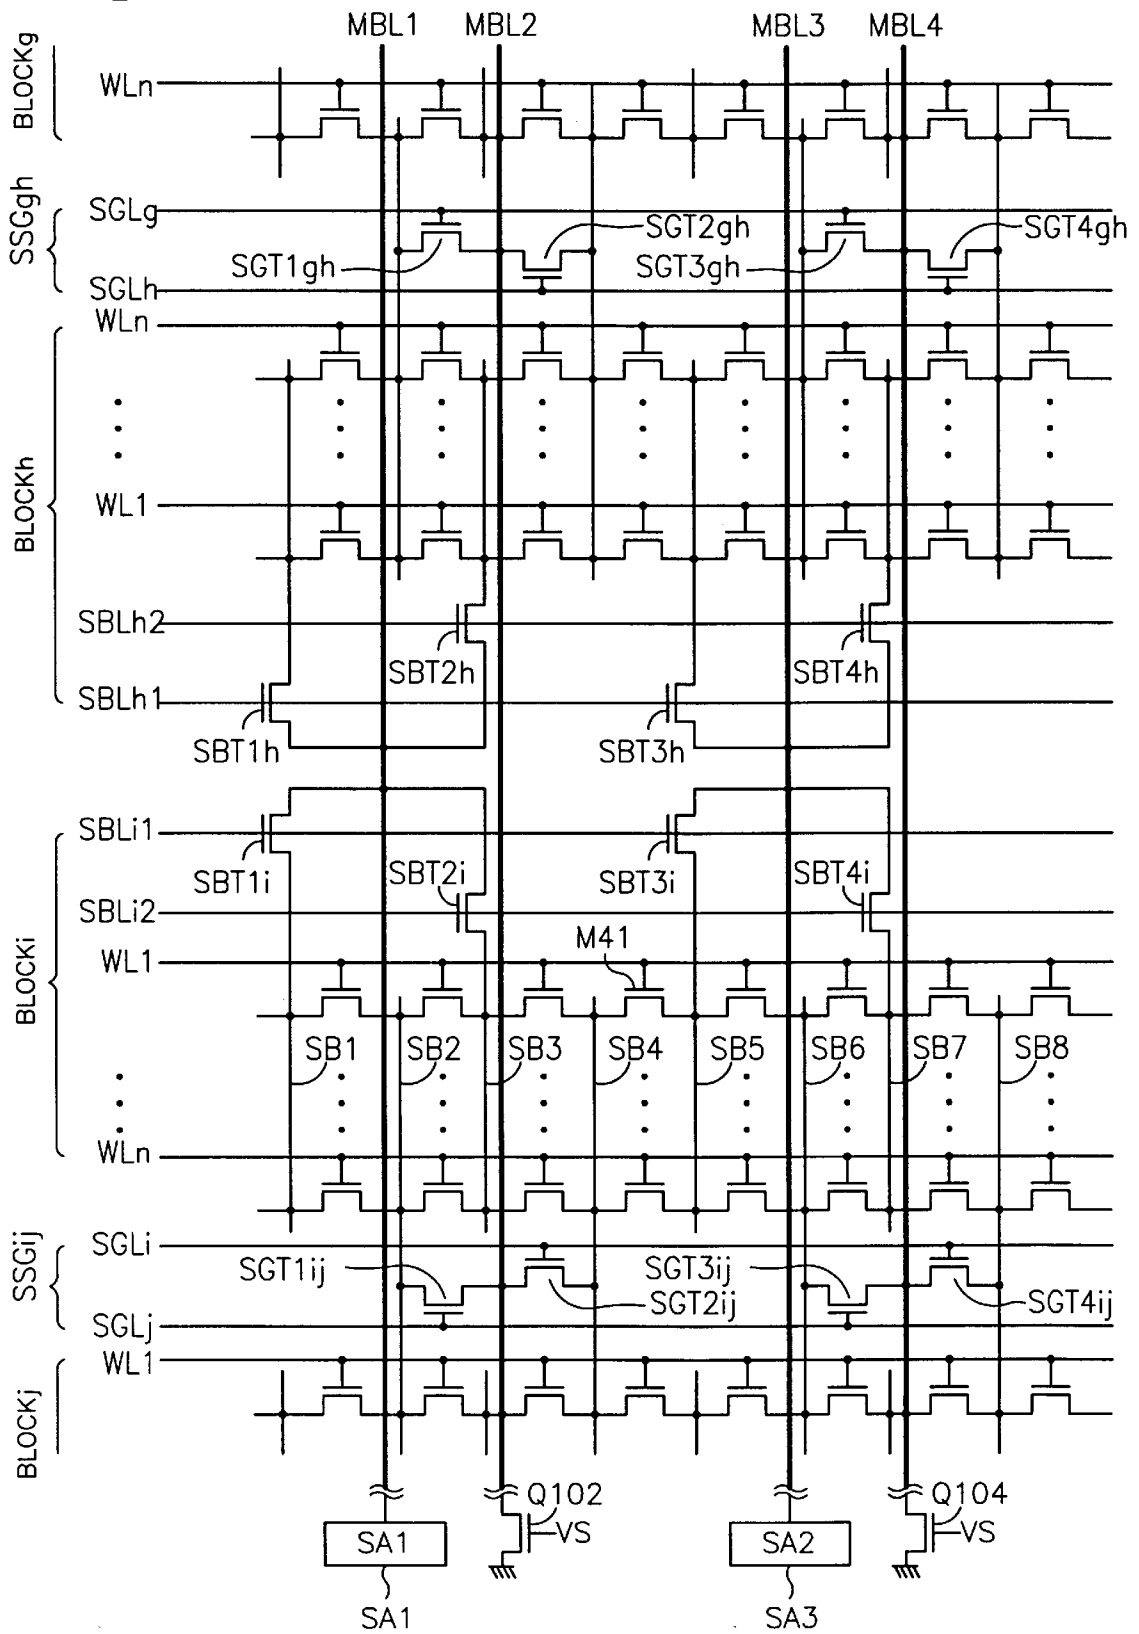 MBL1 MBL2 MBL3 MBL4
BLOCKg
WLn
SSGgh
SGLg
SGT1gh SGT2gh SGT3gh SGT4gh
SGLh
BLOCKh
WLn
WL1
SBLh2
SBT2h SBT4h
SBLh1
SBT1h SBT3h
BLOCKi
SBLi1
SBT1i SBT2i SBT3i SBT4i
SBLi2
M41
WL1
SB1 SB2 SB3 SB4 SB5 SB6 SB7 SB8
WLn
SSGij
SGLi
SGT1ij SGT2ij SGT3ij SGT4ij
SGLj
BLOCKj
WL1
Q102 Q104
SA1 VS SA2 VS
SA1 SA3